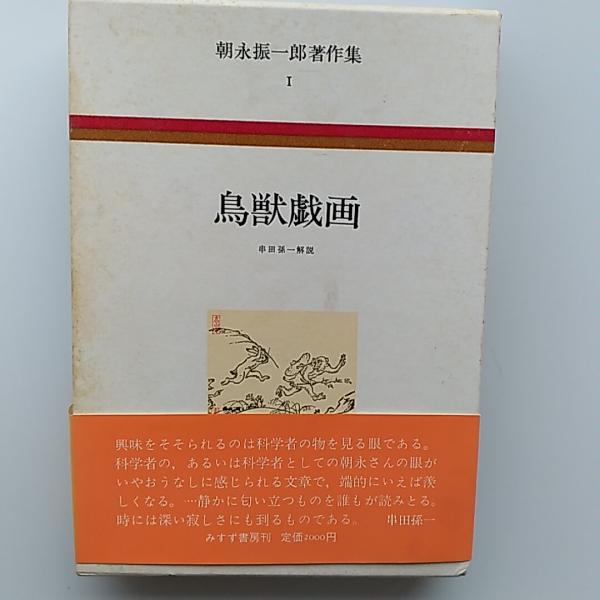 朝永振一郎著作集
I
鳥獣戯画
串田孫一解説
興味をそそられるのは科学者の物を見る眼である。
科学者の，あるいは科学者としての朝永さんの眼が
いやおうなしに感じられる文章で，端的にいえば羨
しくなる。…静かに匂い立つものを誰もが読みとる。
時には深い寂しさにも到るものである。　串田孫一
みすず書房刊　定価2000円